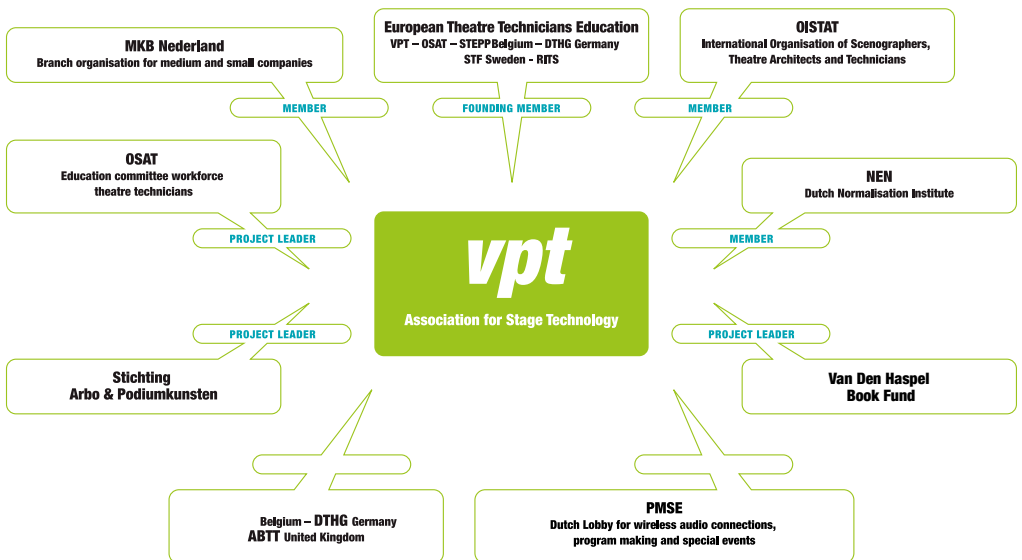 European Theatre Technicians Education
VPT – OSAT – STEPPBelgium – DTHG Germany
STF Sweden - RITS
FOUNDING MEMBER
MKB Nederland
Branch organisation for medium and small companies
MEMBER
OISTAT
International Organisation of Scenographers,
Theatre Architects and Technicians
MEMBER
OSAT
Education committee workforce
theatre technicians
PROJECT LEADER
NEN
Dutch Normalisation Institute
MEMBER
vpt
Association for Stage Technology
PROJECT LEADER
Stichting
Arbo & Podiumkunsten
PROJECT LEADER
Van Den Haspel
Book Fund
Belgium – DTHG Germany
ABTT United Kingdom
PMSE
Dutch Lobby for wireless audio connections,
program making and special events